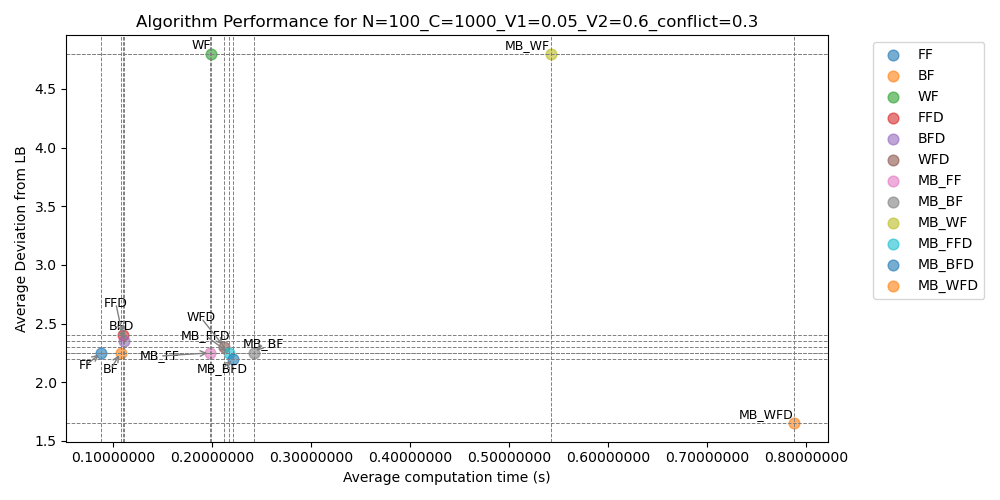 Algorithm Performance for N=100_C=1000_V1=0.05_V2=0.6_conflict=0.3
Average Deviation from LB
4.5
4.0
3.5
3.0
2.5
2.0
1.5
WF
MB_WF
FFD
BFD
WFD
MB_FFD
MB_BF
MB_FF
FF
BF
MB_BFD
MB_WFD
0.10000000 0.20000000 0.30000000 0.40000000 0.50000000 0.60000000 0.70000000 0.80000000
Average computation time (s)
FF
BF
WF
FFD
BFD
WFD
MB_FF
MB_BF
MB_WF
MB_FFD
MB_BFD
MB_WFD